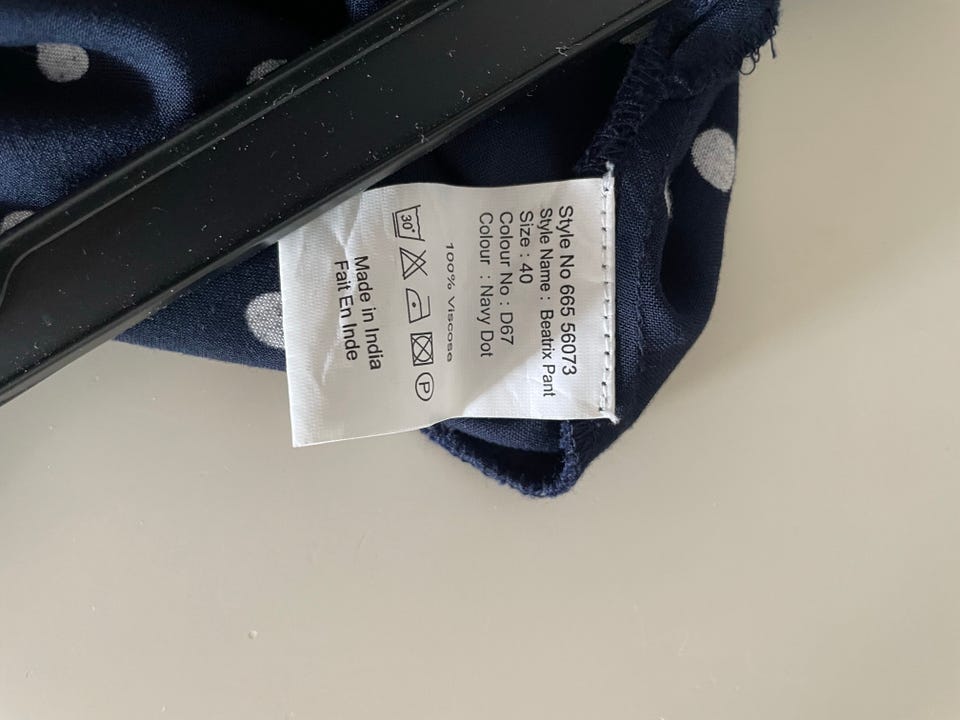 Style No 665 56073
Style Name : Beatrix Pant
Size : 40
Colour No : D67
Colour : Navy Dot
100% Viscose
30°
P
Made in India
Fait En Inde